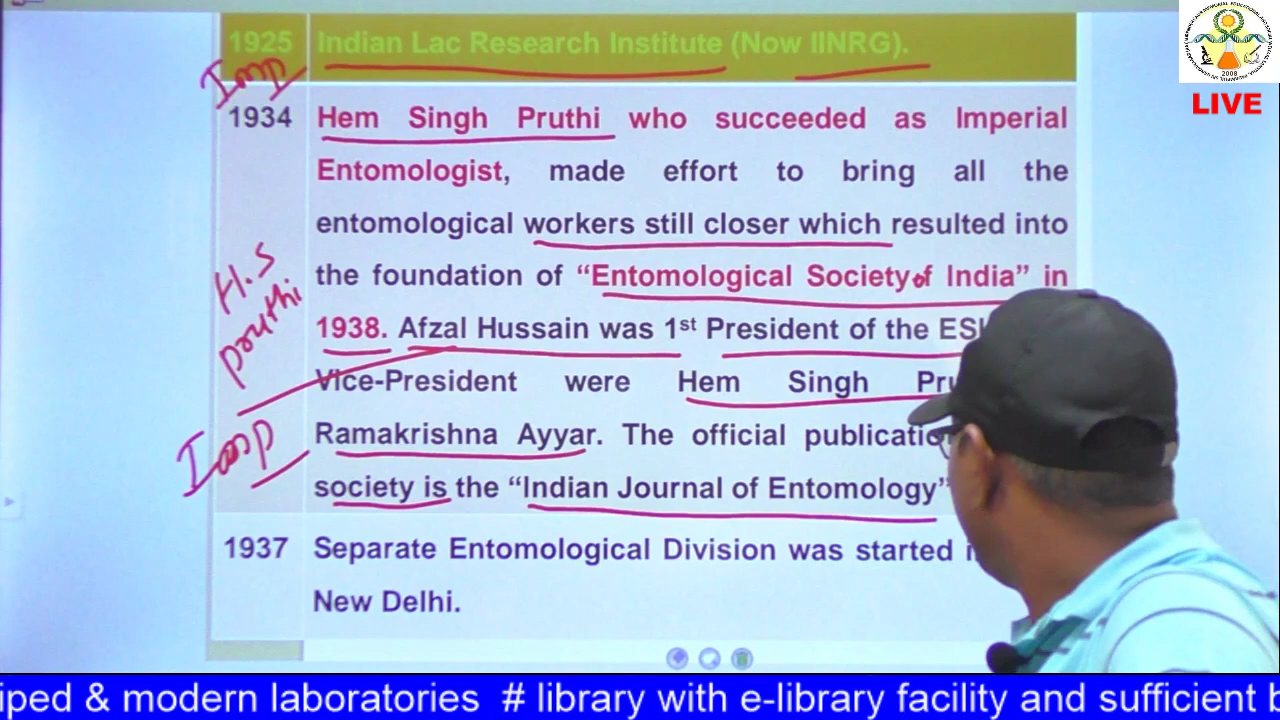 1925 Indian Lac Research Institute (Now IINRG).
Imp
1934 Hem Singh Pruthi who succeeded as Imperial
Entomologist, made effort to bring all the
entomological workers still closer which resulted into
the foundation of “Entomological Society of India” in
1938. Afzal Hussain was 1st President of the ESI
Vice-President were Hem Singh
Ramakrishna Ayyar. The official
society is the “Indian Journal of Entomology”
H.S
pruthi
Imp
1937 Separate Entomological Division was started
New Delhi.
2008
LIVE
& modern laboratories # library with e-library facility and sufficient